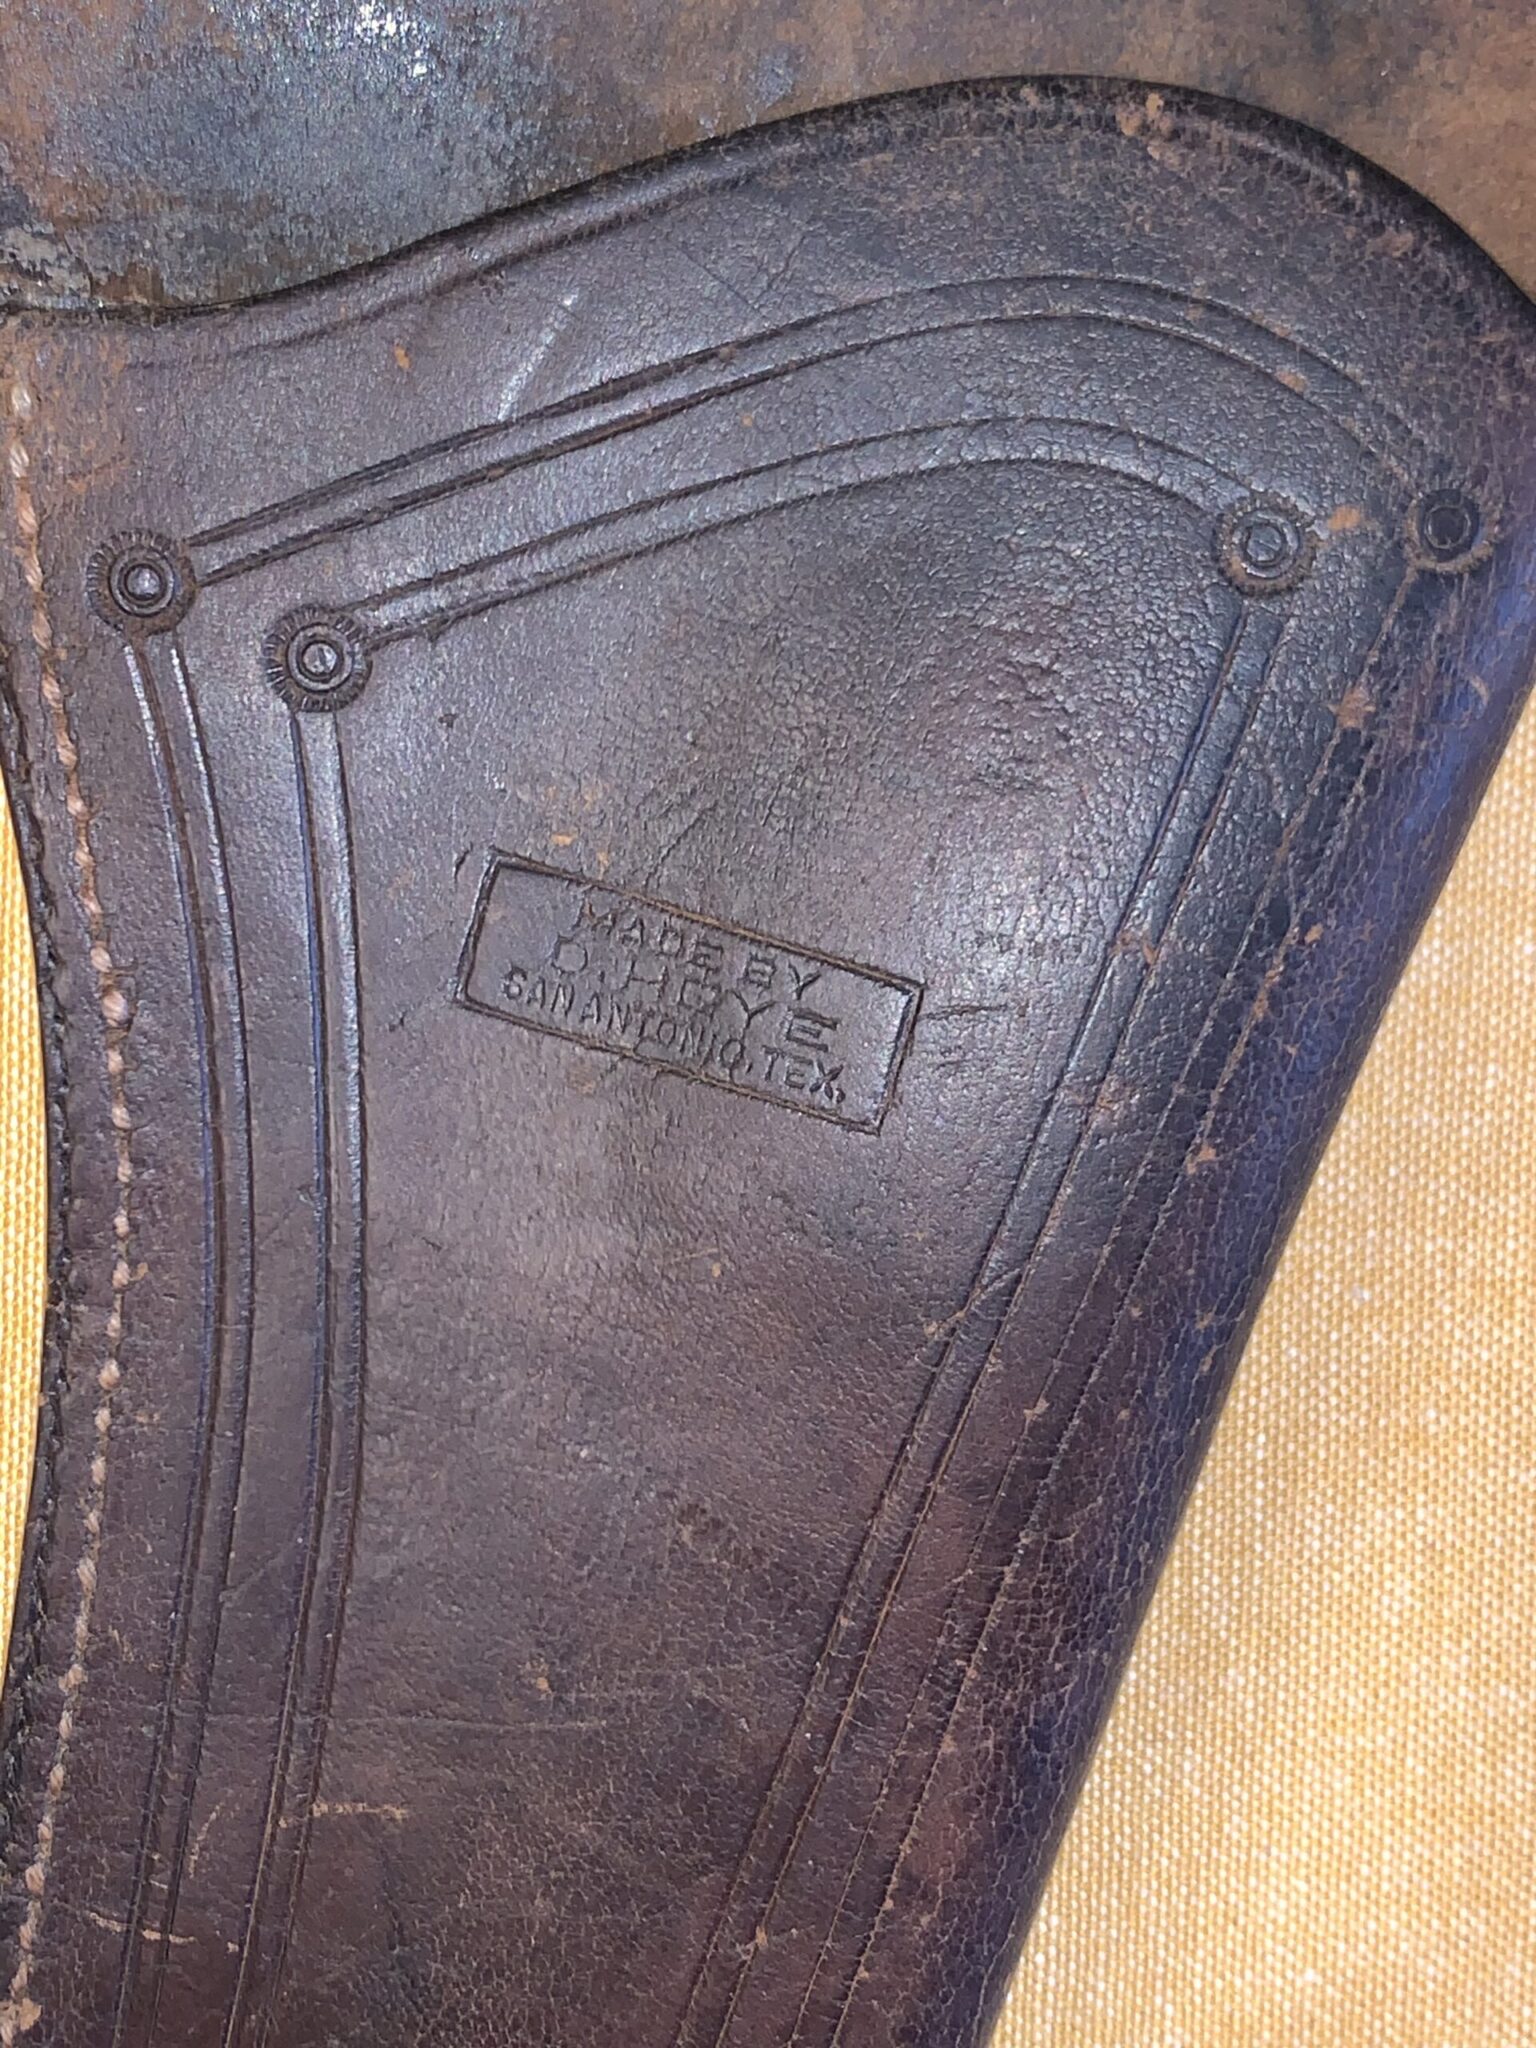 MADE BY
D. HOYE
SAN ANTONIO, TEX.